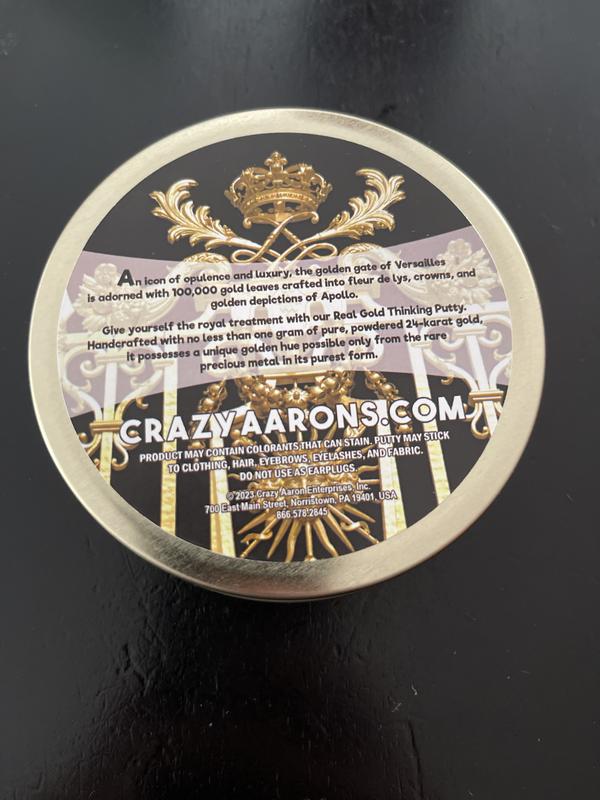 An icon of opulence and luxury, the golden gate of Versailles
is adorned with 100,000 gold leaves crafted into fleur de lys, crowns, and
golden depictions of Apollo.
Give yourself the royal treatment with our Real Gold Thinking Putty.
Handcrafted with no less than one gram of pure, powdered 24-karat gold,
it possesses a unique golden hue possible only from the rare
precious metal in its purest form.
CRAZYAARONS.COM
PRODUCT MAY CONTAIN COLORANTS THAT CAN STAIN. PUTTY MAY STICK
TO CLOTHING, HAIR, EYEBROWS, EYELASHES, AND FABRIC.
DO NOT USE AS EARPLUGS.
©2023 Crazy Aaron Enterprises, Inc.
700 East Main Street, Norristown, PA 19401, USA
866.578.2845